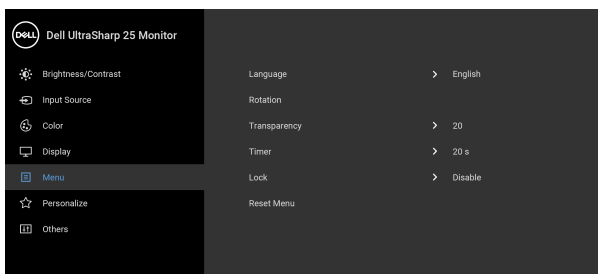 DELL Dell UltraSharp 25 Monitor
Brightness/Contrast
Input Source
Color
Display
Menu
Personalize
Others
Language > English
Rotation
Transparency > 20
Timer > 20 s
Lock > Disable
Reset Menu